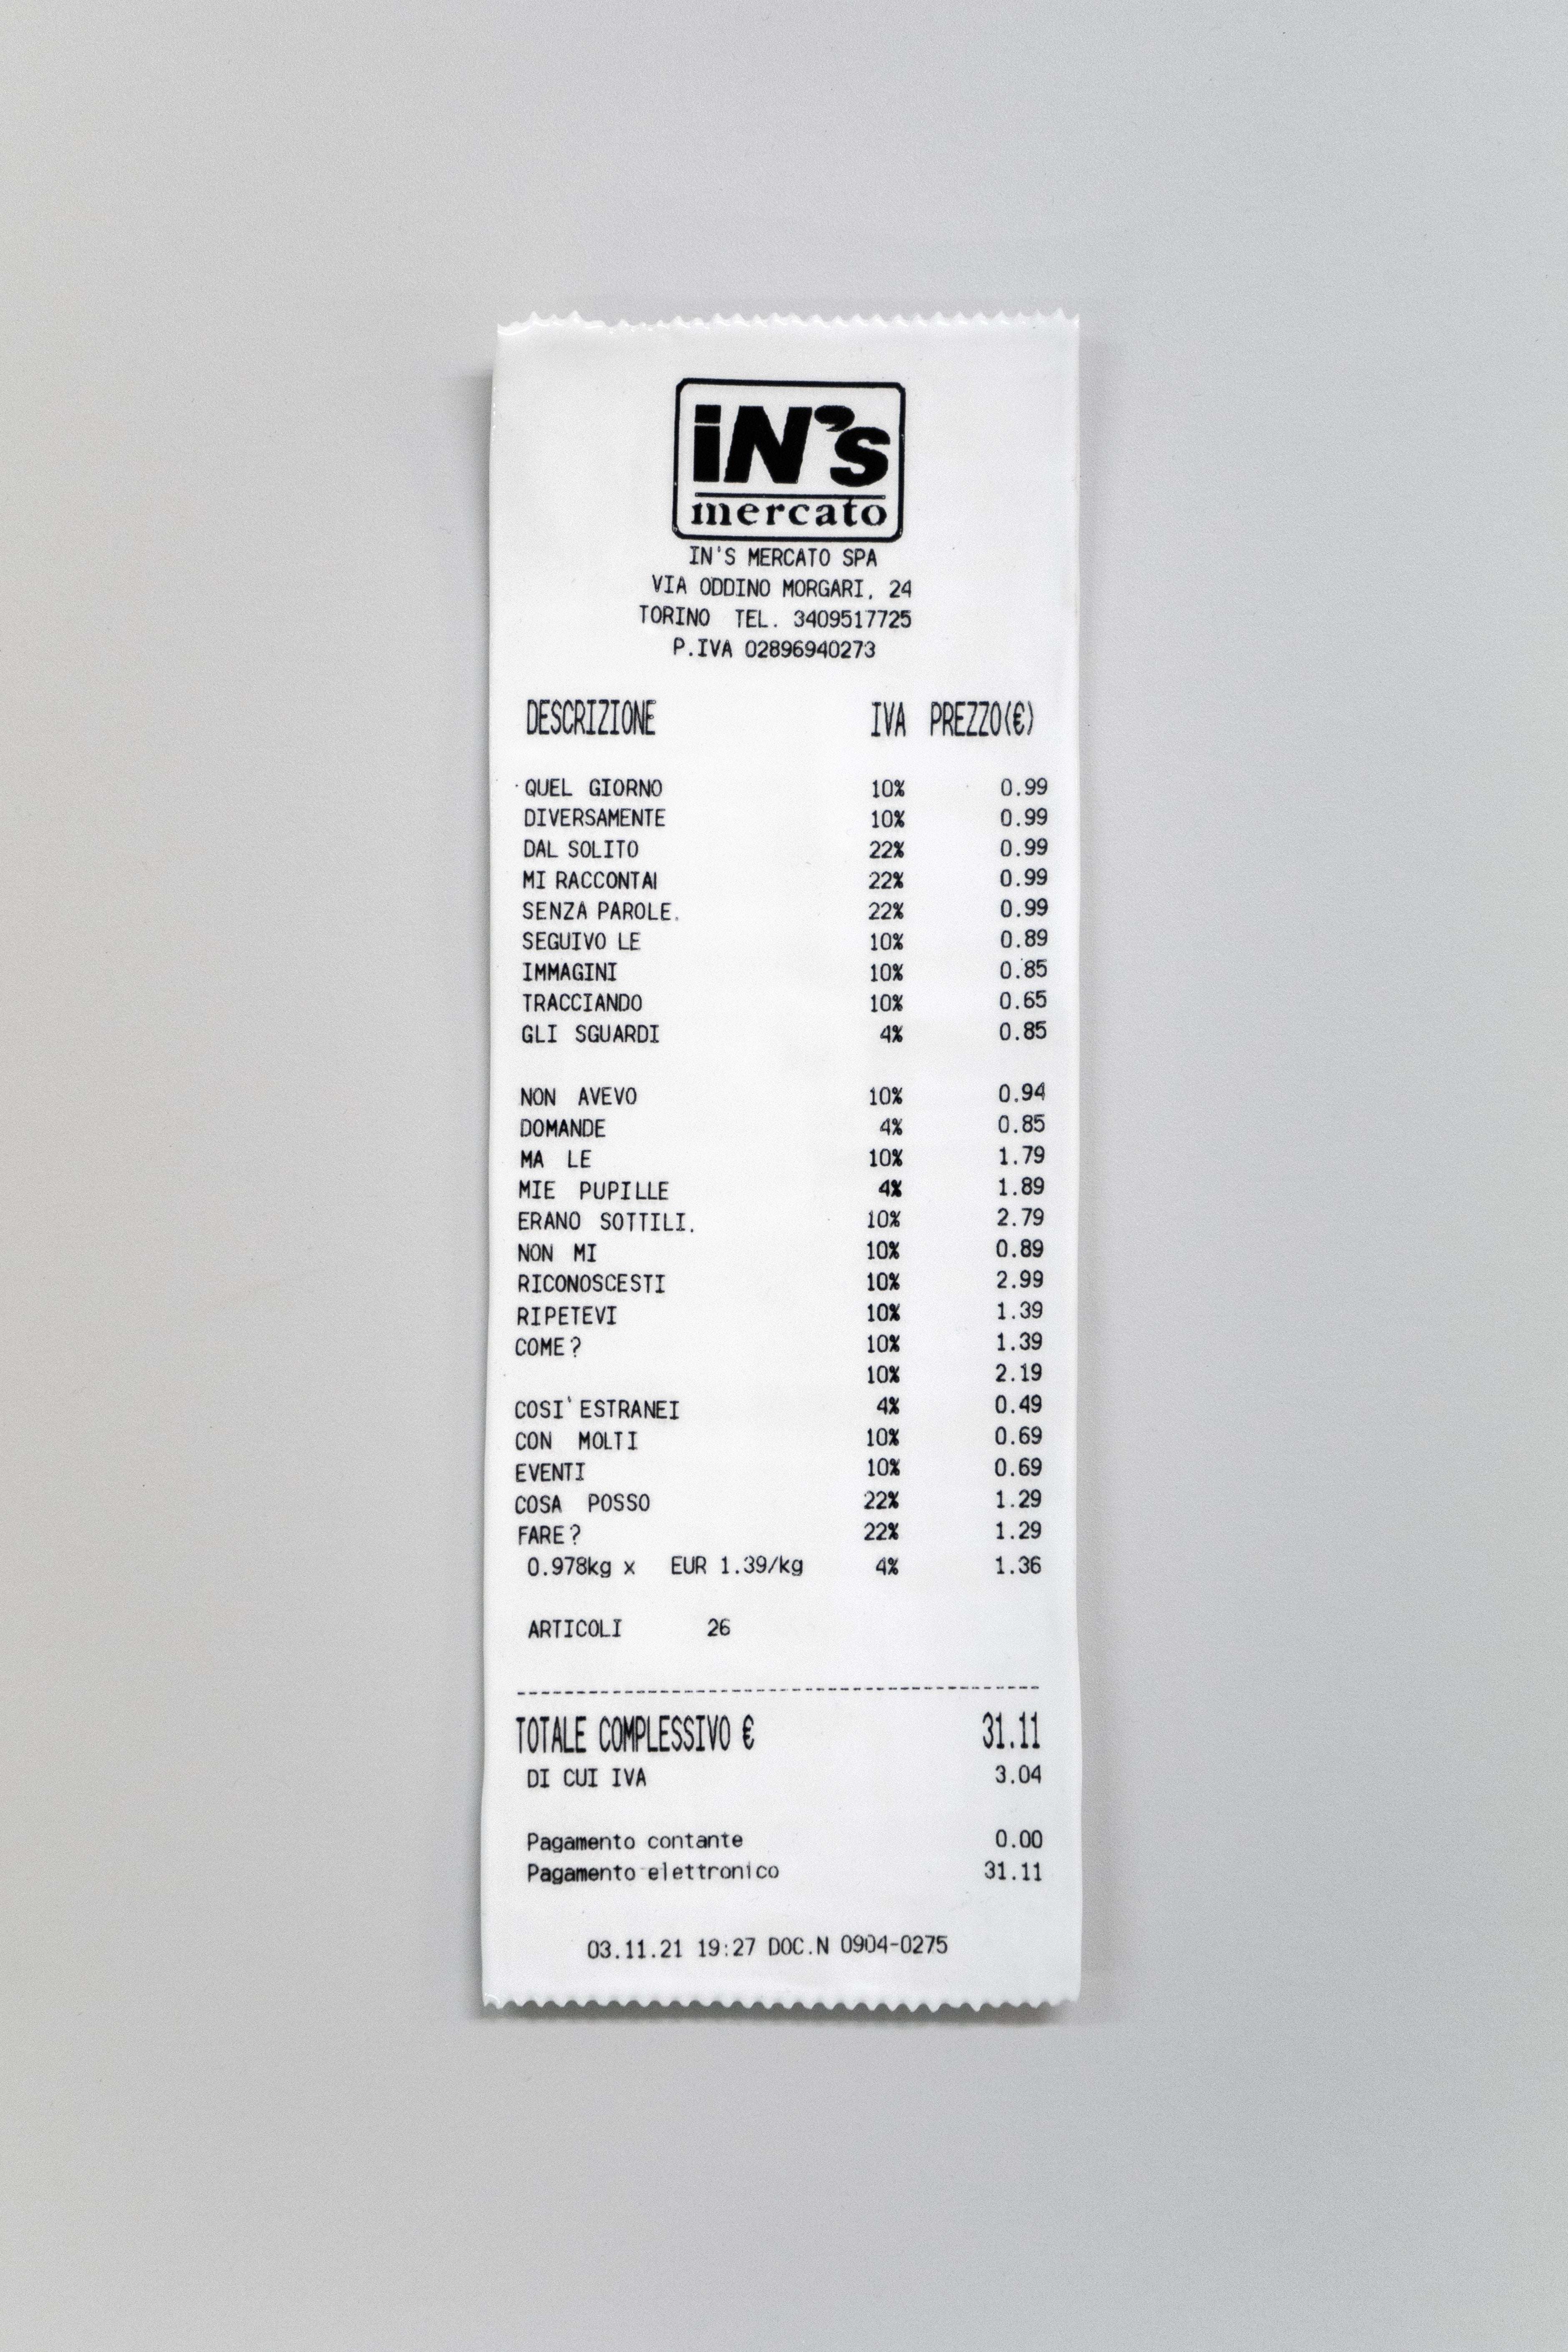 iN's
mercato
IN'S MERCATO SPA
VIA ODDINO MORGARI, 24
TORINO TEL. 3409517725
P.IVA 02896940273
DESCRIZIONE IVA PREZZO(€)
QUEL GIORNO 10% 0.99
DIVERSAMENTE 10% 0.99
DAL SOLITO 22% 0.99
MI RACCONTAI 22% 0.99
SENZA PAROLE. 22% 0.99
SEGUIVO LE 10% 0.89
IMMAGINI 10% 0.85
TRACCIANDO 10% 0.65
GLI SGUARDI 4% 0.85
NON AVEVO 10% 0.94
DOMANDE 4% 0.85
MA LE 10% 1.79
MIE PUPILLE 4% 1.89
ERANO SOTTILI. 10% 2.79
NON MI 10% 0.89
RICONOSCESTI 10% 2.99
RIPETEVI 10% 1.39
COME? 10% 1.39
10% 2.19
COSI' ESTRANEI 4% 0.49
CON MOLTI 10% 0.69
EVENTI 10% 0.69
COSA POSSO 22% 1.29
FARE? 22% 1.29
0.978kg x EUR 1.39/kg 4% 1.36
ARTICOLI 26
TOTALE COMPLESSIVO € 31.11
DI CUI IVA 3.04
Pagamento contante 0.00
Pagamento elettronico 31.11
03.11.21 19:27 DOC.N 0904-0275